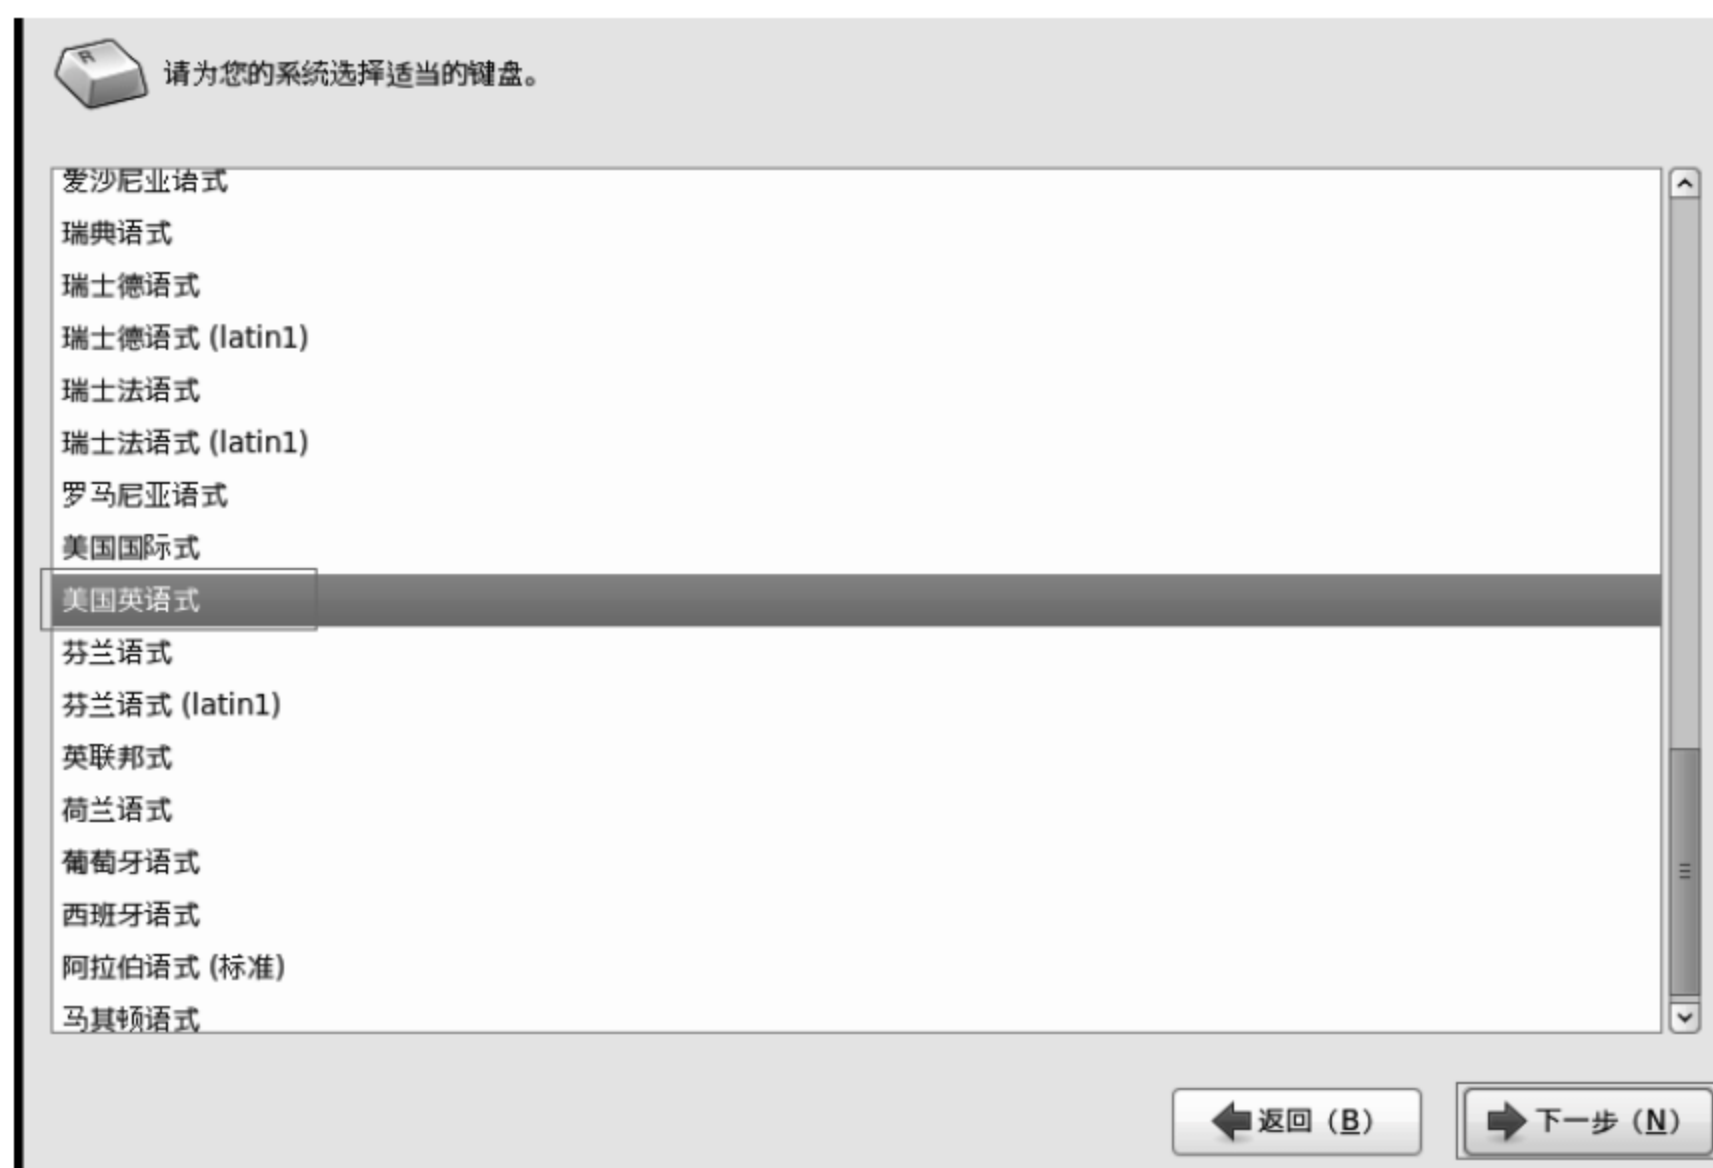 R
请为您的系统选择适当的键盘。
爱沙尼亚语式
瑞典语式
瑞士德语式
瑞士德语式 (latin1)
瑞士法语式
瑞士法语式 (latin1)
罗马尼亚语式
美国国际式
美国英语式
芬兰语式
芬兰语式 (latin1)
英联邦式
荷兰语式
葡萄牙语式
西班牙语式
阿拉伯语式 (标准)
马其顿语式
返回 (B) 下一步 (N)